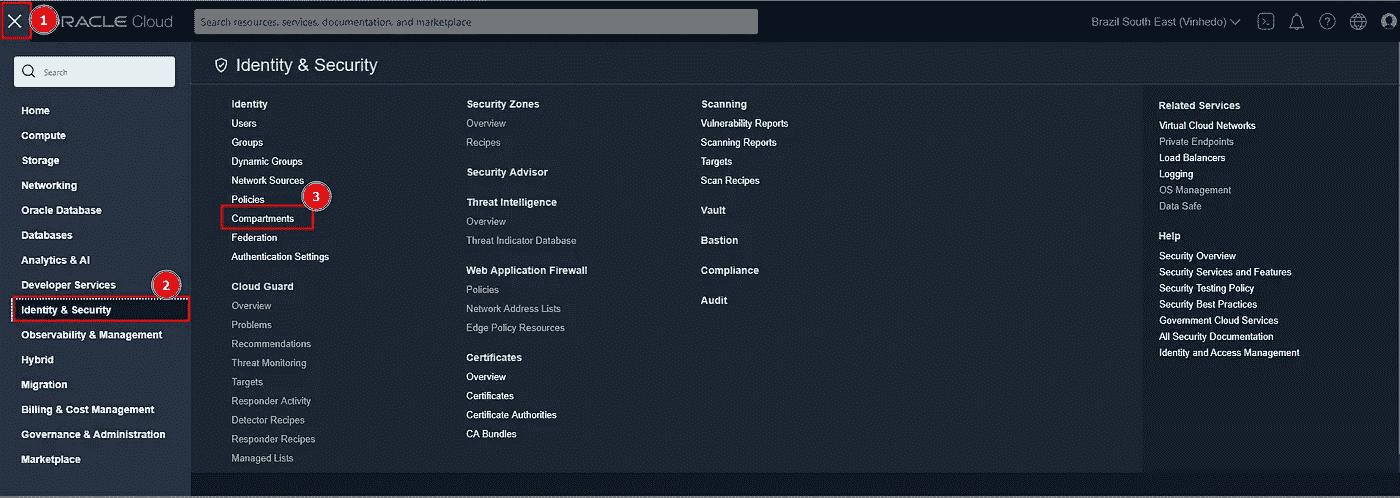 1
ORACLE Cloud
Search resources, services, documentation, and marketplace
Brazil South East (Vinhedo)
Search
Home
Compute
Storage
Networking
Oracle Database
Databases
Analytics & AI
Developer Services
2
Identity & Security
Observability & Management
Hybrid
Migration
Billing & Cost Management
Governance & Administration
Marketplace
Identity & Security
Identity
Users
Groups
Dynamic Groups
Network Sources
Policies
3
Compartments
Federation
Authentication Settings
Cloud Guard
Overview
Problems
Recommendations
Threat Monitoring
Targets
Responder Activity
Detector Recipes
Responder Recipes
Managed Lists
Security Zones
Overview
Recipes
Security Advisor
Threat Intelligence
Overview
Threat Indicator Database
Web Application Firewall
Policies
Network Address Lists
Edge Policy Resources
Certificates
Overview
Certificates
Certificate Authorities
CA Bundles
Scanning
Vulnerability Reports
Scanning Reports
Targets
Scan Recipes
Vault
Bastion
Compliance
Audit
Related Services
Virtual Cloud Networks
Private Endpoints
Load Balancers
Logging
OS Management
Data Safe
Help
Security Overview
Security Services and Features
Security Testing Policy
Security Best Practices
Government Cloud Services
All Security Documentation
Identity and Access Management